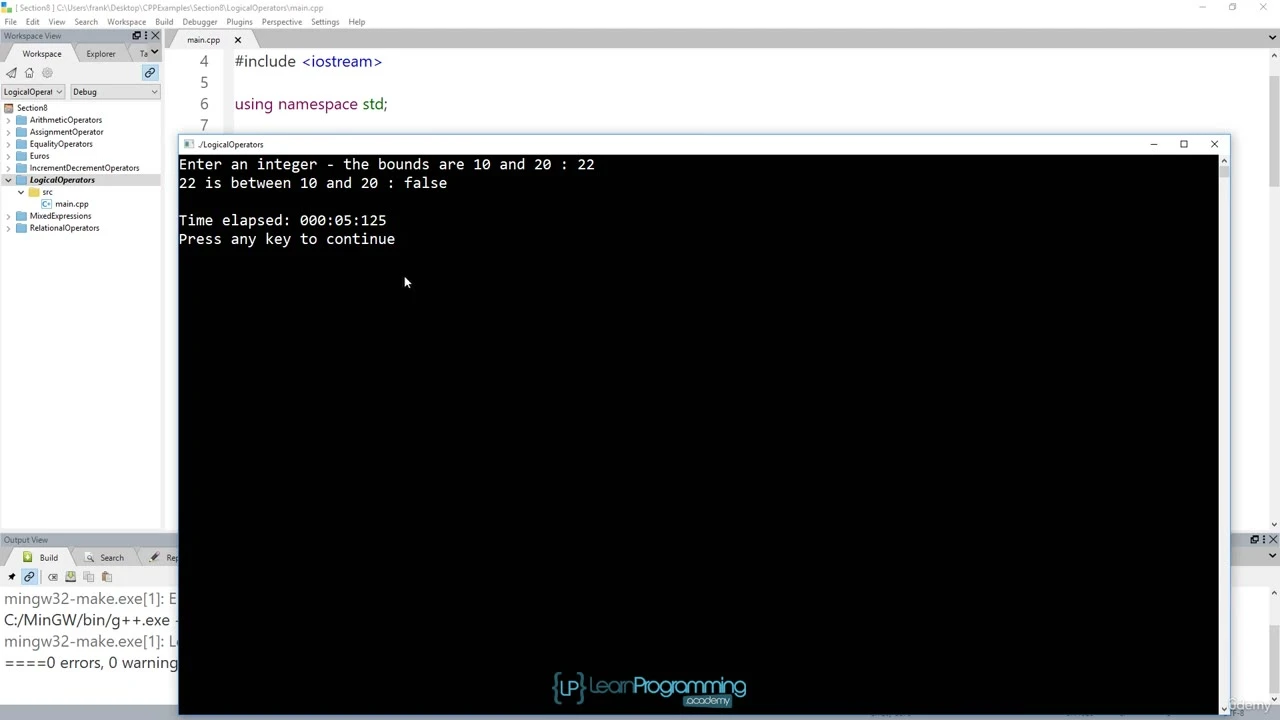 [ Section8 ] C:\Users\frank\Desktop\CPPExamples\Section8\LogicalOperators\main.cpp
File Edit View Search Workspace Build Debugger Plugins Perspective Settings Help
Workspace View
main.cpp
Workspace Explorer Ta
LogicalOperat Debug
Section8
ArithmeticOperators
AssignmentOperator
EqualityOperators
Euros
IncrementDecrementOperators
LogicalOperators
src
main.cpp
MixedExpressions
RelationalOperators
4 #include <iostream>
5
6 using namespace std;
7
./LogicalOperators
Enter an integer - the bounds are 10 and 20 : 22
22 is between 10 and 20 : false
Time elapsed: 000:05:125
Press any key to continue
Output View
Build Search Rep
mingw32-make.exe[1]: E
C:/MinGW/bin/g++.exe -
mingw32-make.exe[1]: L
====0 errors, 0 warning
{LP} LearnProgramming
.academy